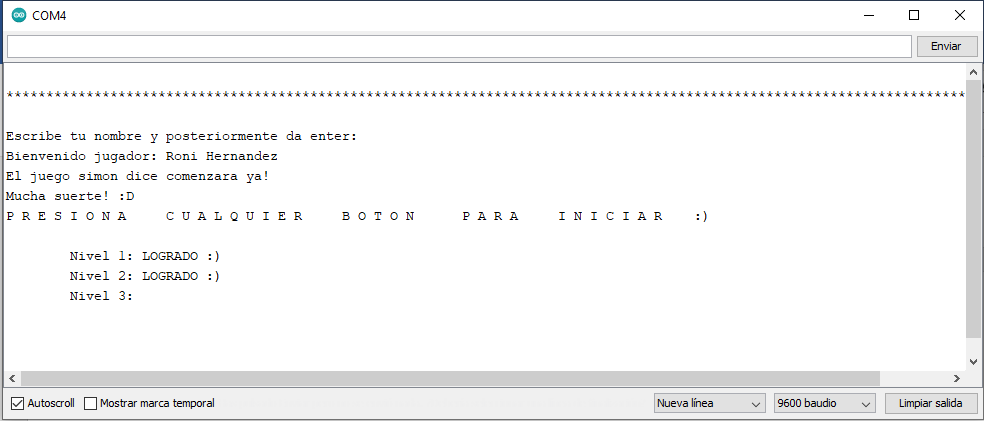 COM4
Enviar
************************************************************************************************************************
Escribe tu nombre y posteriormente da enter:
Bienvenido jugador: Roni Hernandez
El juego simon dice comenzara ya!
Mucha suerte! :D
P R E S I O N A     C U A L Q U I E R     B O T O N      P A R A     I N I C I A R    :)
Nivel 1: LOGRADO :)
Nivel 2: LOGRADO :)
Nivel 3:
Autoscroll Mostrar marca temporal Nueva línea 9600 baudio Limpiar salida